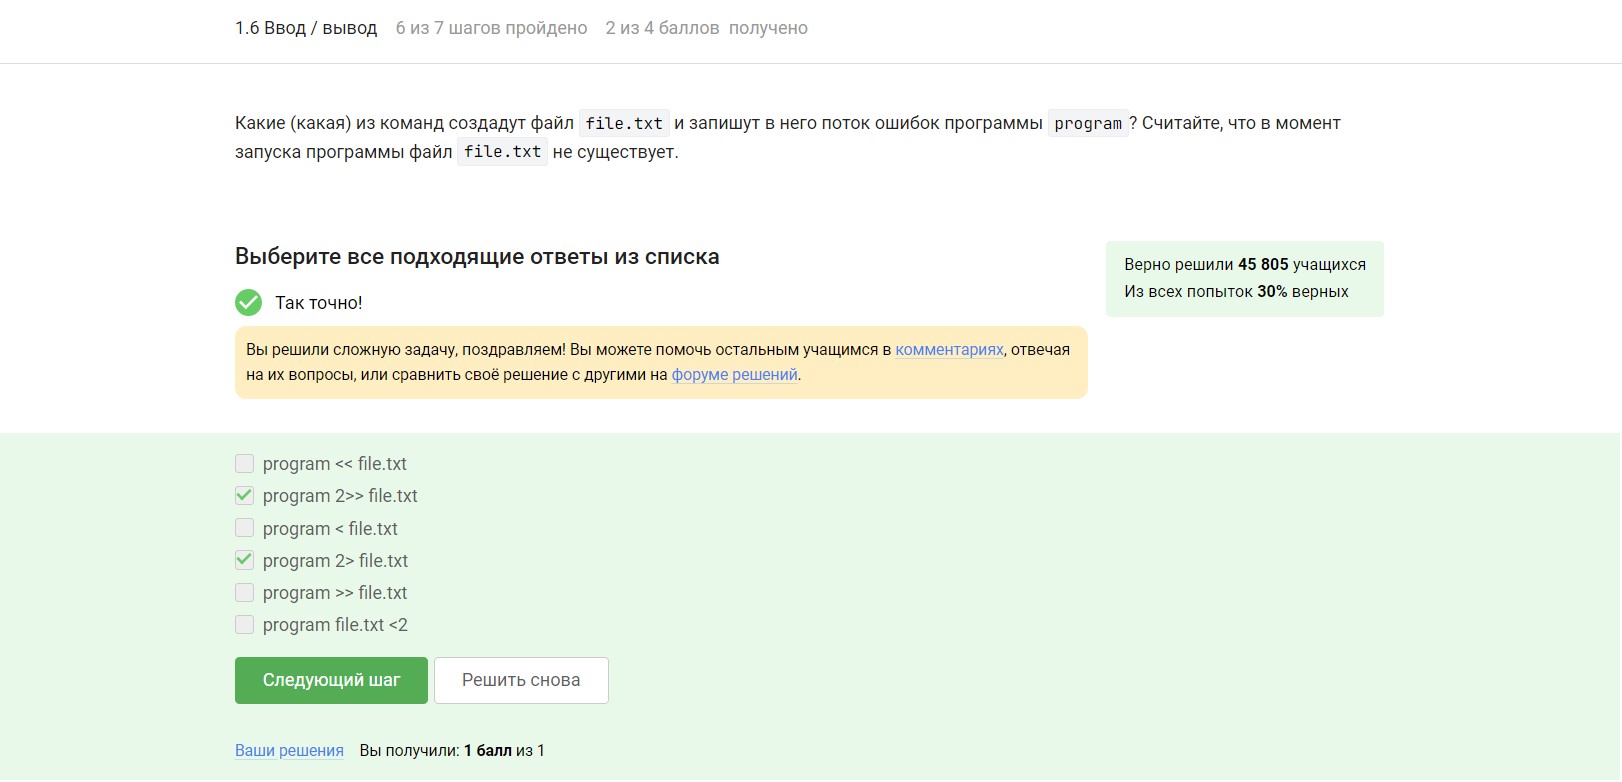 1.6 Ввод / вывод 6 из 7 шагов пройдено 2 из 4 баллов получено
Какие (какая) из команд создадут файл file.txt и запишут в него поток ошибок программы program? Считайте, что в момент
запуска программы файл file.txt не существует.
Выберите все подходящие ответы из списка
Верно решили 45 805 учащихся
Из всех попыток 30% верных
Так точно!
Вы решили сложную задачу, поздравляем! Вы можете помочь остальным учащимся в комментариях, отвечая
на их вопросы, или сравнить своё решение с другими на форуме решений.
program << file.txt
program 2>> file.txt
program < file.txt
program 2> file.txt
program >> file.txt
program file.txt <2
Следующий шаг Решить снова
Ваши решения Вы получили: 1 балл из 1